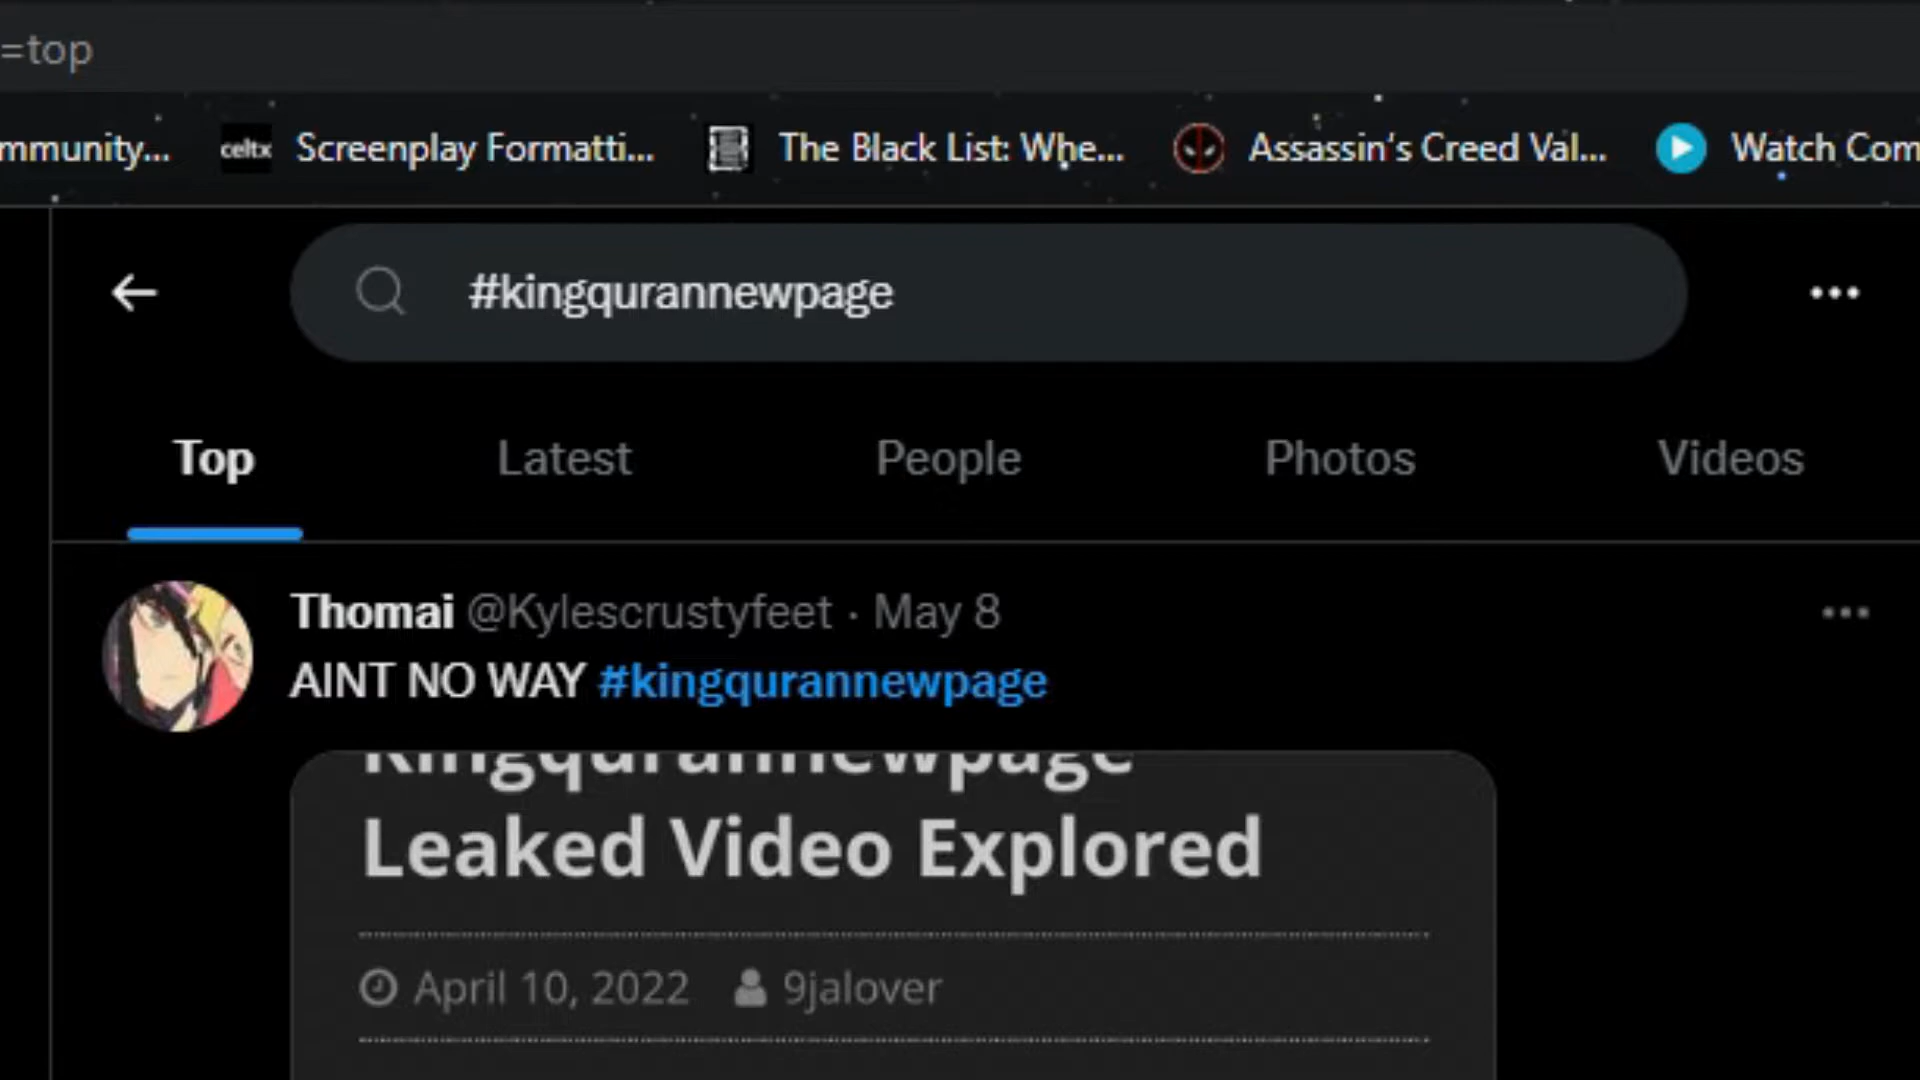 =top
mmunity... celtx Screenplay Formatti... The Black List: Whe... Assassin's Creed Val... Watch Com
#kingqurannewpage
Top Latest People Photos Videos
Thomai @Kylescrustyfeet · May 8
AINT NO WAY #kingqurannewpage
Kingqurannewpage
Leaked Video Explored
April 10, 2022 9jalover